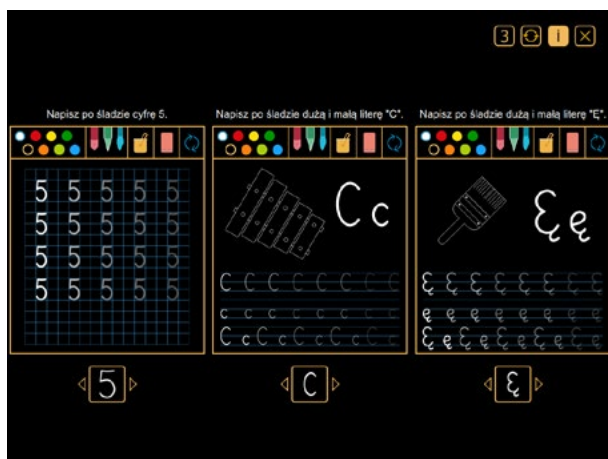 3 i
Napisz po śladzie cyfrę 5.
5 5 5 5 5
5 5 5 5 5
5 5 5 5 5
5 5 5 5 5
5
Napisz po śladzie dużą i małą literę "C".
C c
C C C C C C C C
c c c c c c c c
C c C c C c C c
C
Napisz po śladzie dużą i małą literę "Ę".
Ę ę
Ę Ę Ę Ę Ę Ę Ę Ę
ę ę ę ę ę ę ę ę
Ę ę Ę ę Ę ę Ę ę
Ę